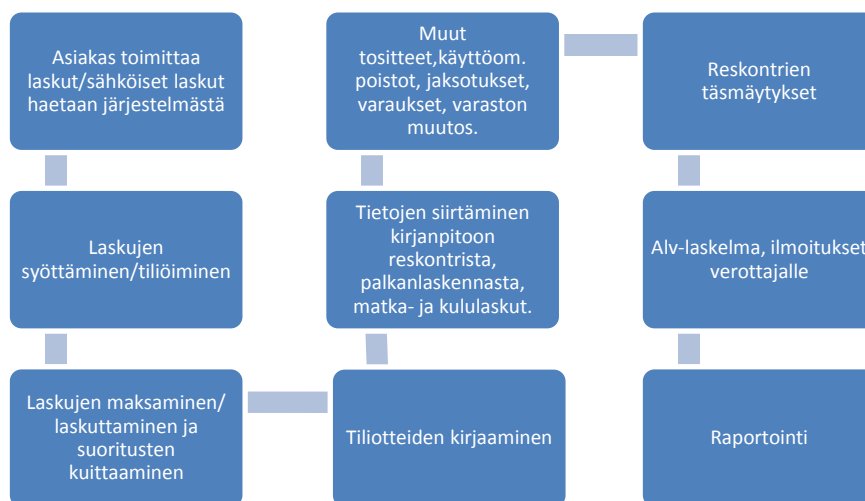 Asiakas toimittaa
laskut/sähköiset laskut
haetaan järjestelmästä
Laskujen
syöttäminen/tiliöiminen
Laskujen maksaminen/
laskuttaminen ja
suoritusten
kuittaaminen
Tiliotteiden kirjaaminen
Tietojen siirtäminen
kirjanpitoon
reskontrista,
palkanlaskennasta,
matka- ja kululaskut.
Muut
tositteet,käyttöom.
poistot, jaksotukset,
varaukset, varaston
muutos.
Reskontrien
täsmäytykset
Alv-laskelma, ilmoitukset
verottajalle
Raportointi